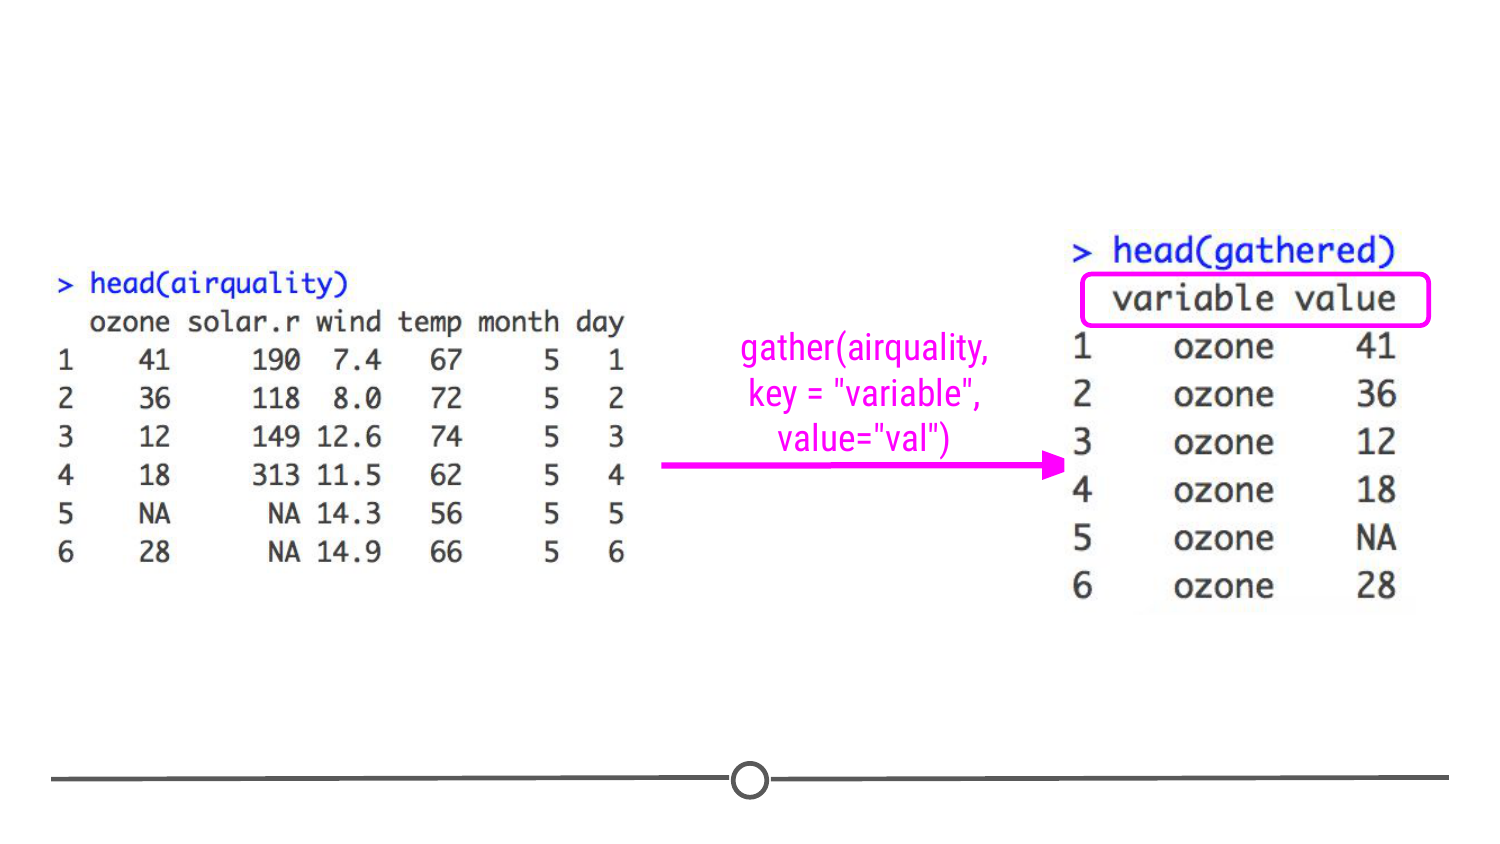 > head(airquality)
ozone solar.r wind temp month day
1 41 190 7.4 67 5 1
2 36 118 8.0 72 5 2
3 12 149 12.6 74 5 3
4 18 313 11.5 62 5 4
5 NA NA 14.3 56 5 5
6 28 NA 14.9 66 5 6
gather(airquality,
key = "variable",
value="val")
> head(gathered)
variable value
1 ozone 41
2 ozone 36
3 ozone 12
4 ozone 18
5 ozone NA
6 ozone 28